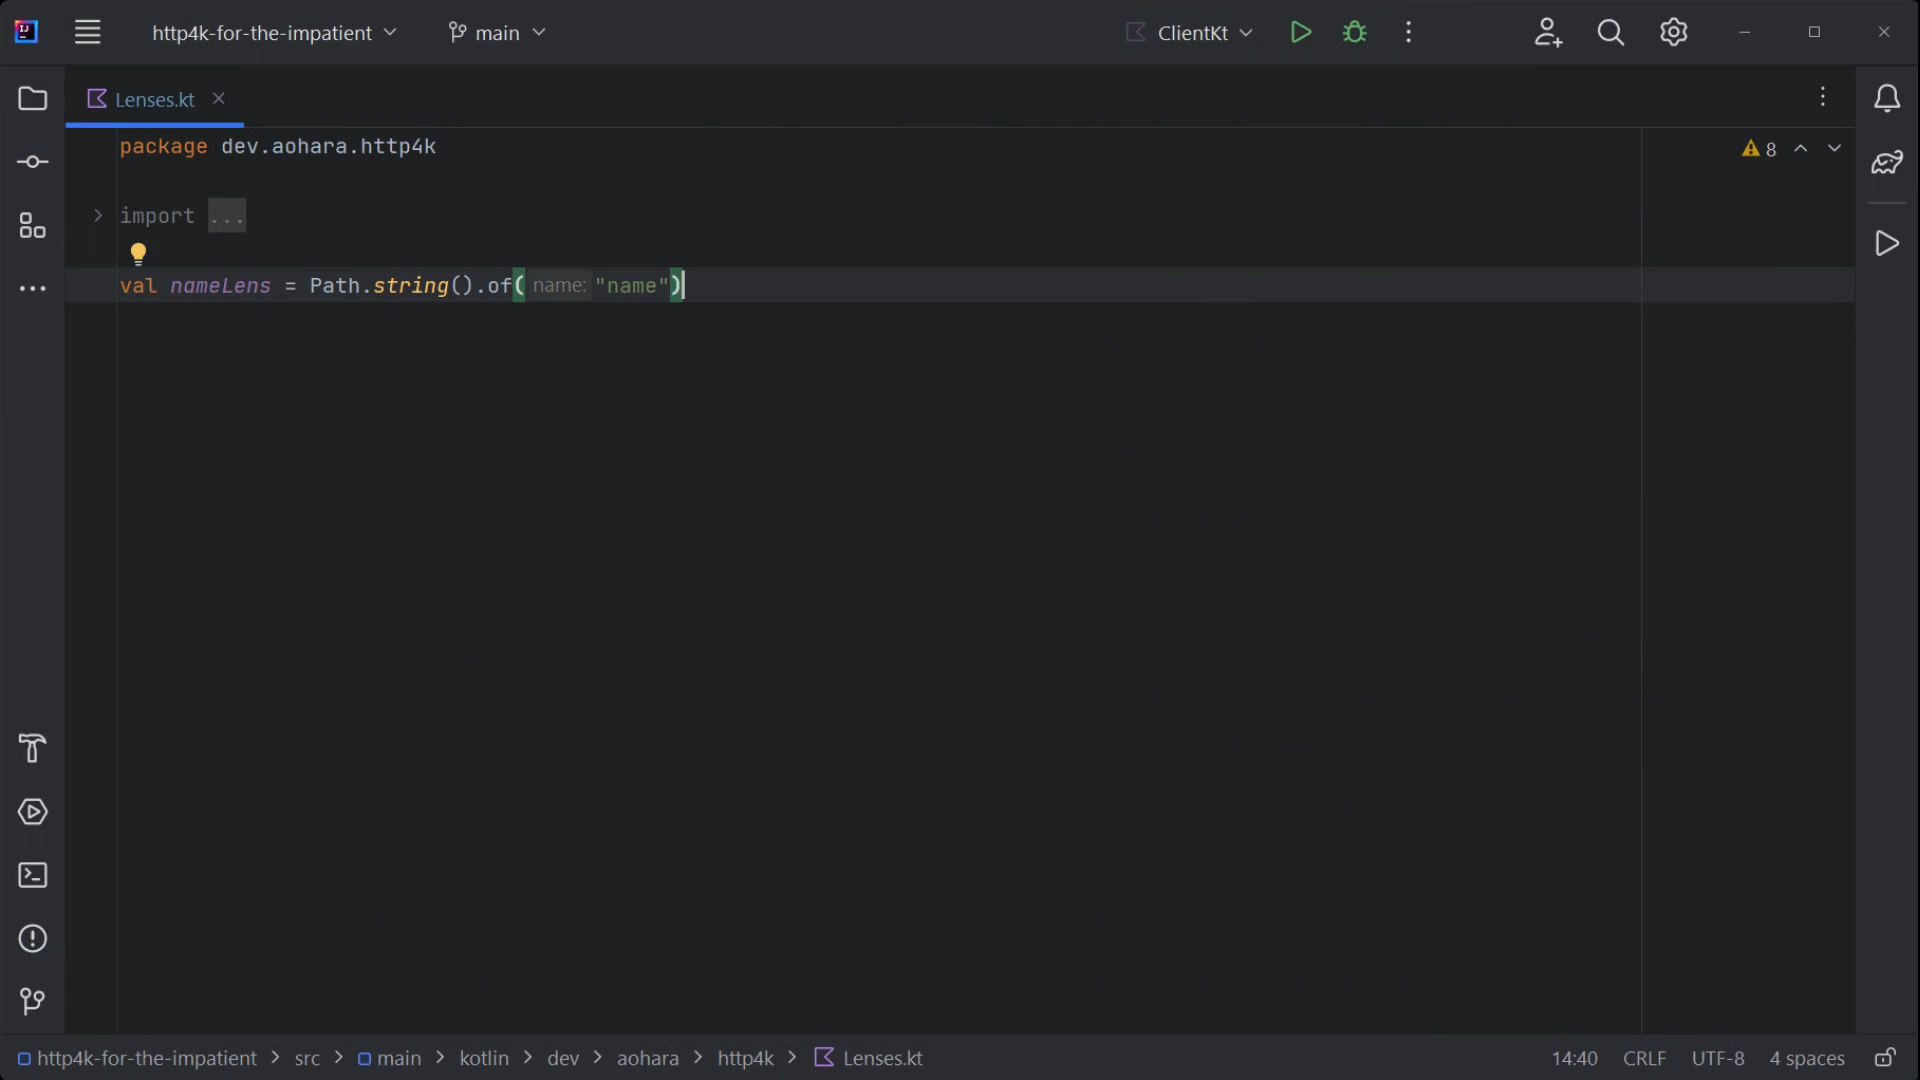 http4k-for-the-impatient main ClientKt
Lenses.kt
package dev.aohara.http4k
8
import ...
val nameLens = Path.string().of( name: "name")
http4k-for-the-impatient > src > main > kotlin > dev > aohara > http4k > Lenses.kt 14:40 CRLF UTF-8 4 spaces